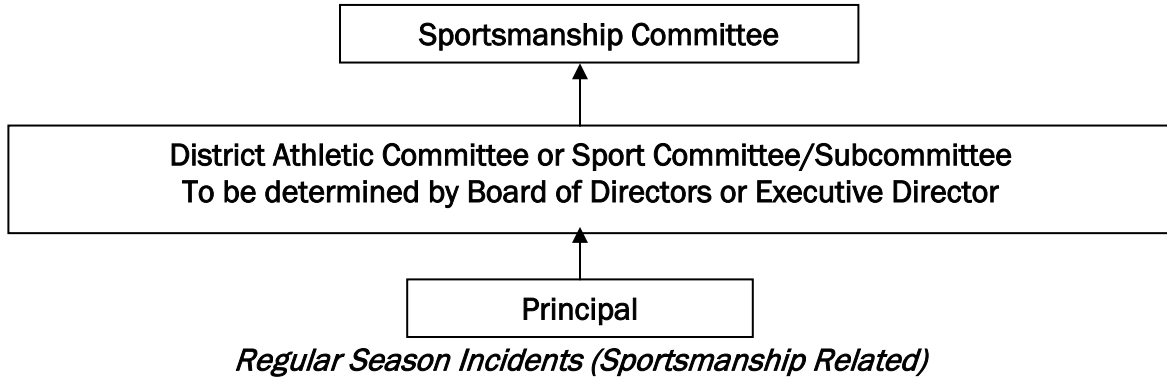 Sportsmanship Committee
District Athletic Committee or Sport Committee/Subcommittee
To be determined by Board of Directors or Executive Director
Principal
Regular Season Incidents (Sportsmanship Related)